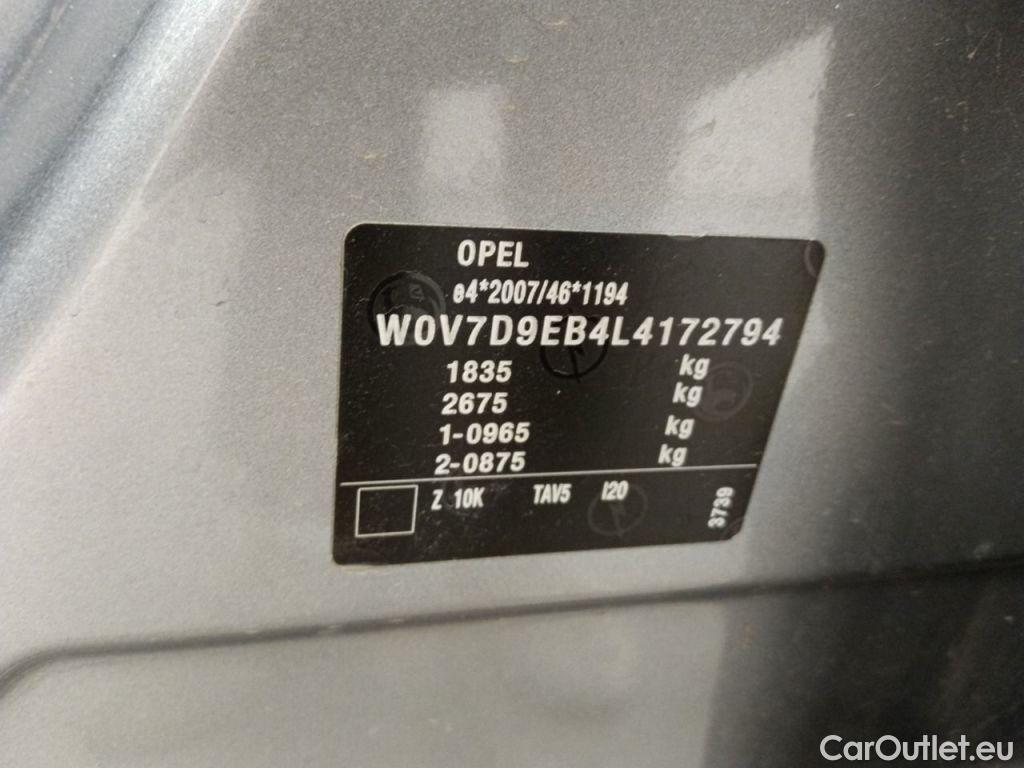 OPEL
e4*2007/46*1194
W0V7D9EB4L4172794
1835 kg
2675 kg
1-0965 kg
2-0875 kg
Z 10K TAV5 I20
3739
CarOutlet.eu